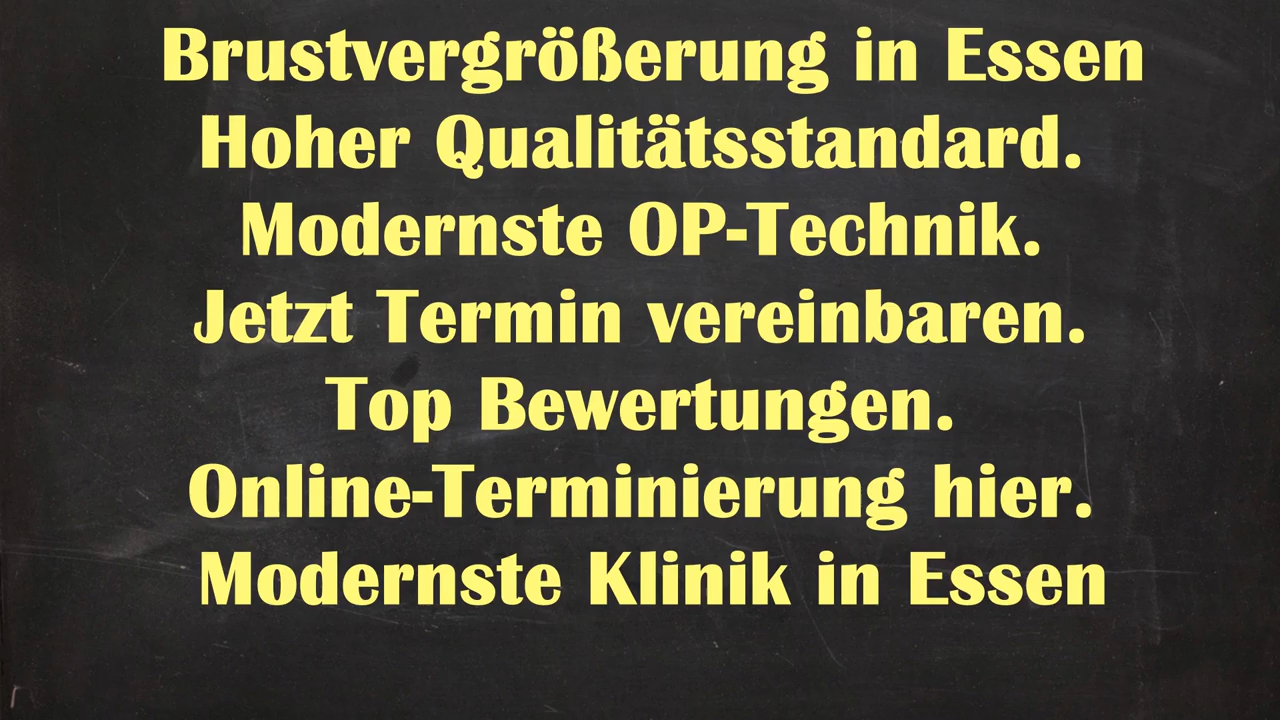 Brustvergrößerung in Essen
Hoher Qualitätsstandard.
Modernste OP-Technik.
Jetzt Termin vereinbaren.
Top Bewertungen.
Online-Terminierung hier.
Modernste Klinik in Essen